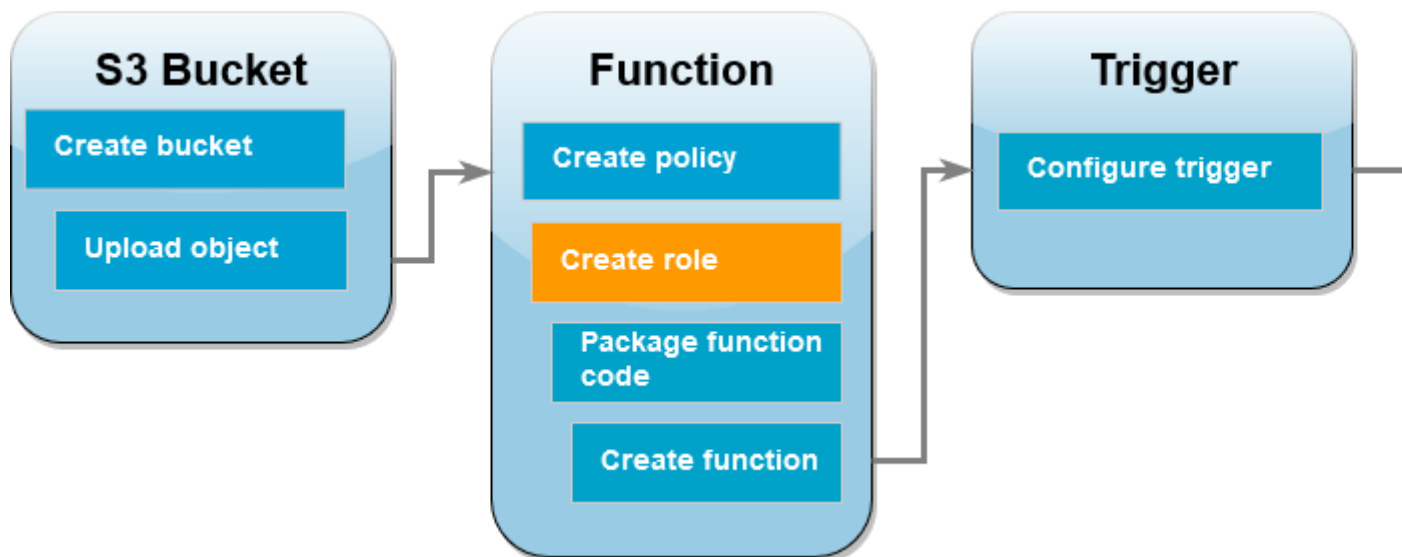 S3 Bucket
Create bucket
Upload object
Function
Create policy
Create role
Package function
code
Create function
Trigger
Configure trigger